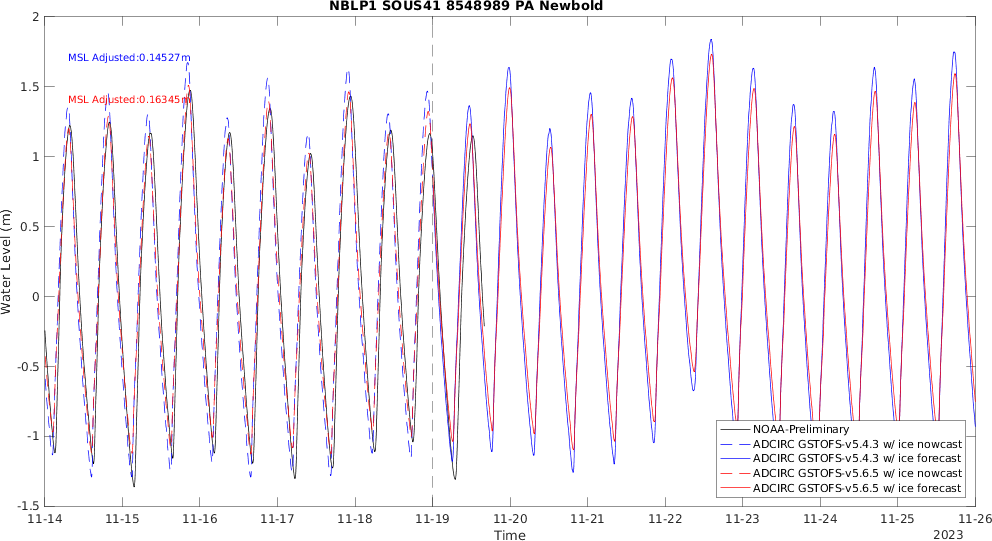 NBLP1 SOUS41 8548989 PA Newbold
MSL Adjusted:0.14527m
MSL Adjusted:0.16345m
Water Level (m)
2
1.5
1
0.5
0
-0.5
-1
-1.5
NOAA-Preliminary
ADCIRC GSTOFS-v5.4.3 w/ ice nowcast
ADCIRC GSTOFS-v5.4.3 w/ ice forecast
ADCIRC GSTOFS-v5.6.5 w/ ice nowcast
ADCIRC GSTOFS-v5.6.5 w/ ice forecast
11-14 11-15 11-16 11-17 11-18 11-19 11-20 11-21 11-22 11-23 11-24 11-25 11-26
Time
2023